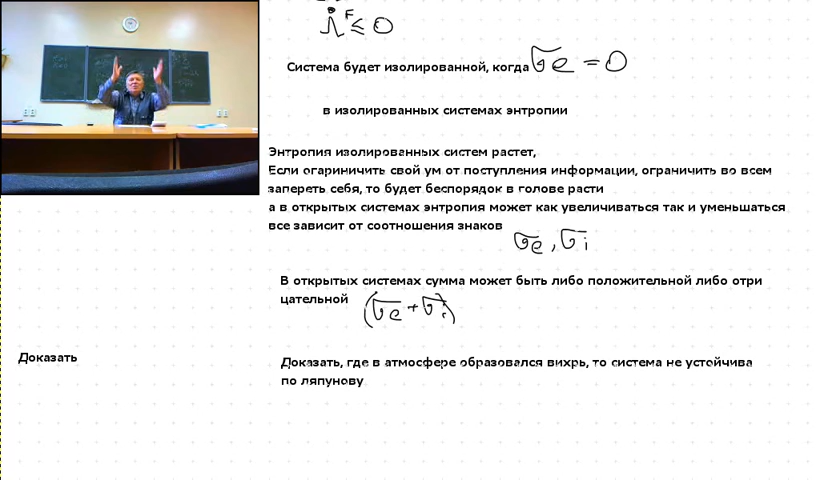 Λ̇ᶠ ≤ 0
Система будет изолированной, когда σe = 0
в изолированных системах энтропии
Энтропия изолированных систем растет,
Если огариничить свой ум от поступления информации, ограничить во всем
запереть себя, то будет беспорядок в голове расти
а в открытых системах энтропия может как увеличиваться так и уменьшаться
все зависит от соотношения знаков
σe, σi
В открытых системах сумма может быть либо положительной либо отри
цательной (σe + σi)
Доказать
Доказать, где в атмосфере образовался вихрь, то система не устойчива
по ляпунову